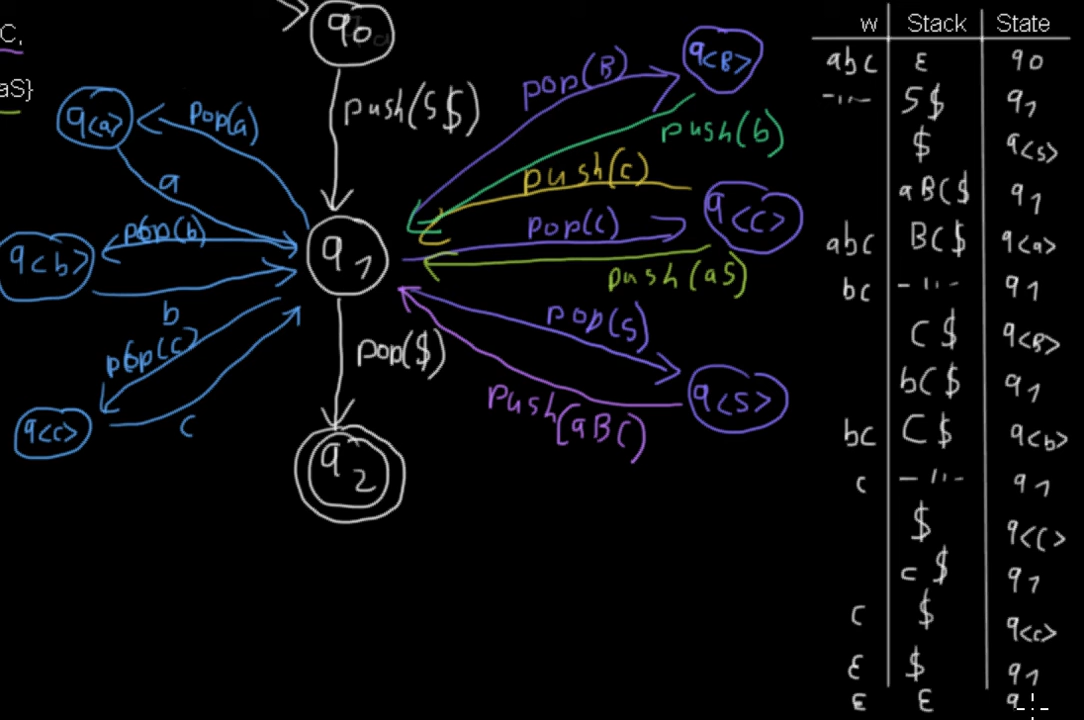 C,
aS}
q0
push(S$)
q<a>
pop(a)
a
q<b>
pop(b)
b
q<c>
pop(c)
c
q1
pop($)
q2
pop(B)
q<B>
push(b)
push(c)
q<C>
pop(C)
push(aS)
pop(S)
q<S>
push(aBC)
w Stack State
abc ε q0
-"- S$ q1
$ q<S>
aBC$ q1
abc BC$ q<a>
bc -"- q1
C$ q<B>
bC$ q1
bc C$ q<b>
c -"- q1
$ q<C>
c$ q1
c $ q<c>
ε $ q1
ε ε q